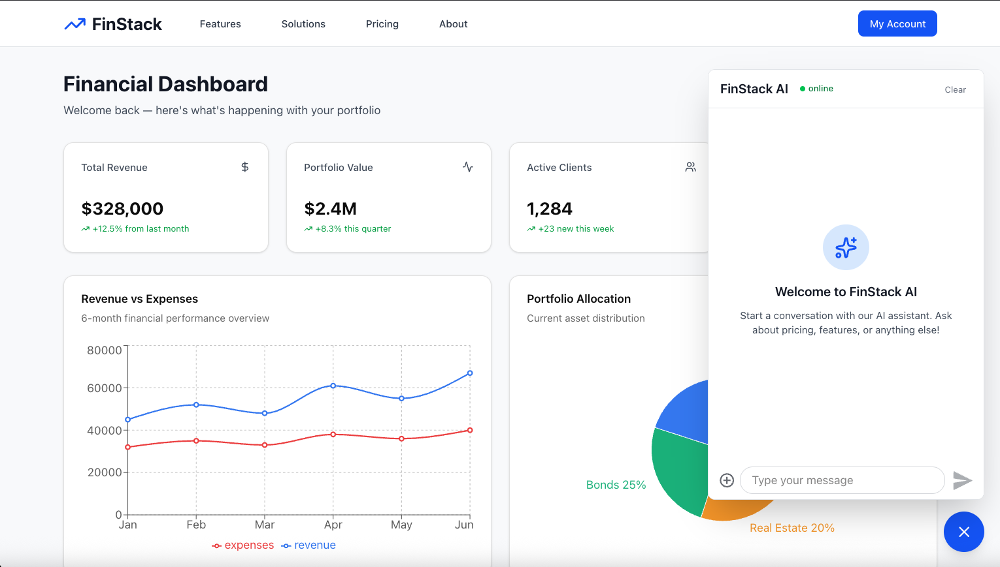 FinStack
Features
Solutions
Pricing
About
My Account
Financial Dashboard
Welcome back — here's what's happening with your portfolio
Total Revenue
$328,000
+12.5% from last month
Portfolio Value
$2.4M
+8.3% this quarter
Active Clients
1,284
+23 new this week
Revenue vs Expenses
6-month financial performance overview
80000
60000
40000
20000
0
Jan
Feb
Mar
Apr
May
Jun
expenses
revenue
Portfolio Allocation
Current asset distribution
Bonds 25%
Real Estate 20%
FinStack AI
online
Clear
Welcome to FinStack AI
Start a conversation with our AI assistant. Ask
about pricing, features, or anything else!
Type your message